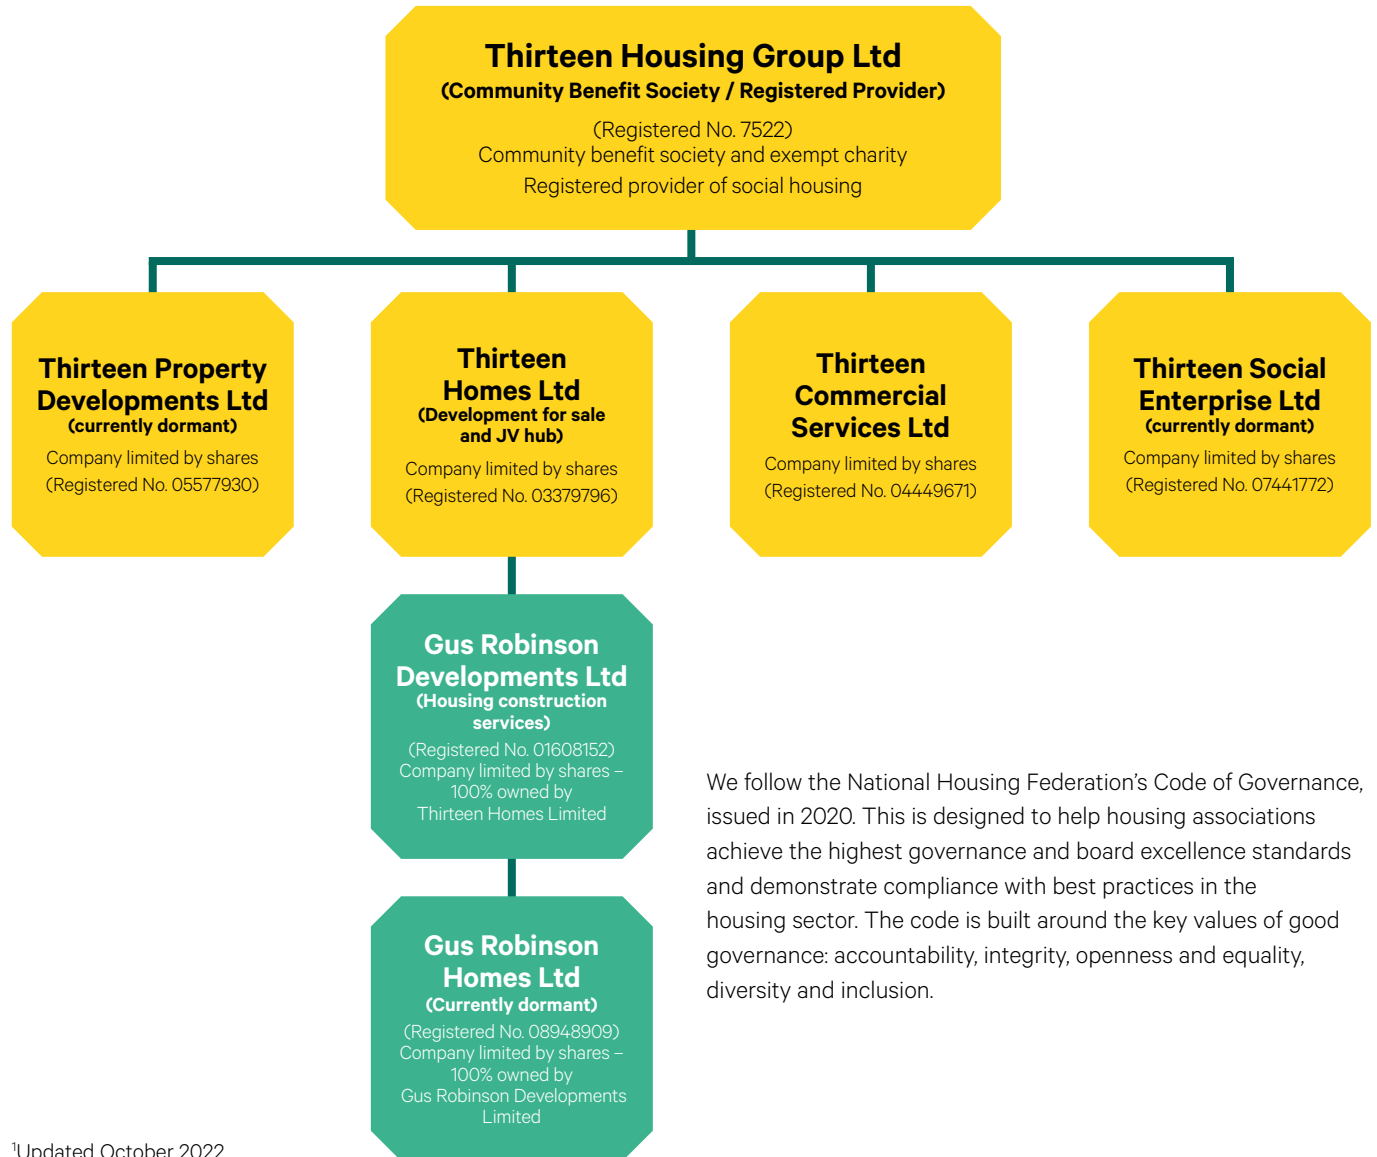 Thirteen Housing Group Ltd
(Community Benefit Society / Registered Provider)
(Registered No. 7522)
Community benefit society and exempt charity
Registered provider of social housing
Thirteen Property
Developments Ltd
(currently dormant)
Company limited by shares
(Registered No. 05577930)
Thirteen
Homes Ltd
(Development for sale
and JV hub)
Company limited by shares
(Registered No. 03379796)
Thirteen
Commercial
Services Ltd
Company limited by shares
(Registered No. 04449671)
Thirteen Social
Enterprise Ltd
(currently dormant)
Company limited by shares
(Registered No. 07441772)
Gus Robinson
Developments Ltd
(Housing construction
services)
(Registered No. 01608152)
Company limited by shares –
100% owned by
Thirteen Homes Limited
Gus Robinson
Homes Ltd
(Currently dormant)
(Registered No. 08948909)
Company limited by shares –
100% owned by
Gus Robinson Developments
Limited
We follow the National Housing Federation’s Code of Governance,
issued in 2020. This is designed to help housing associations
achieve the highest governance and board excellence standards
and demonstrate compliance with best practices in the
housing sector. The code is built around the key values of good
governance: accountability, integrity, openness and equality,
diversity and inclusion.
¹Updated October 2022